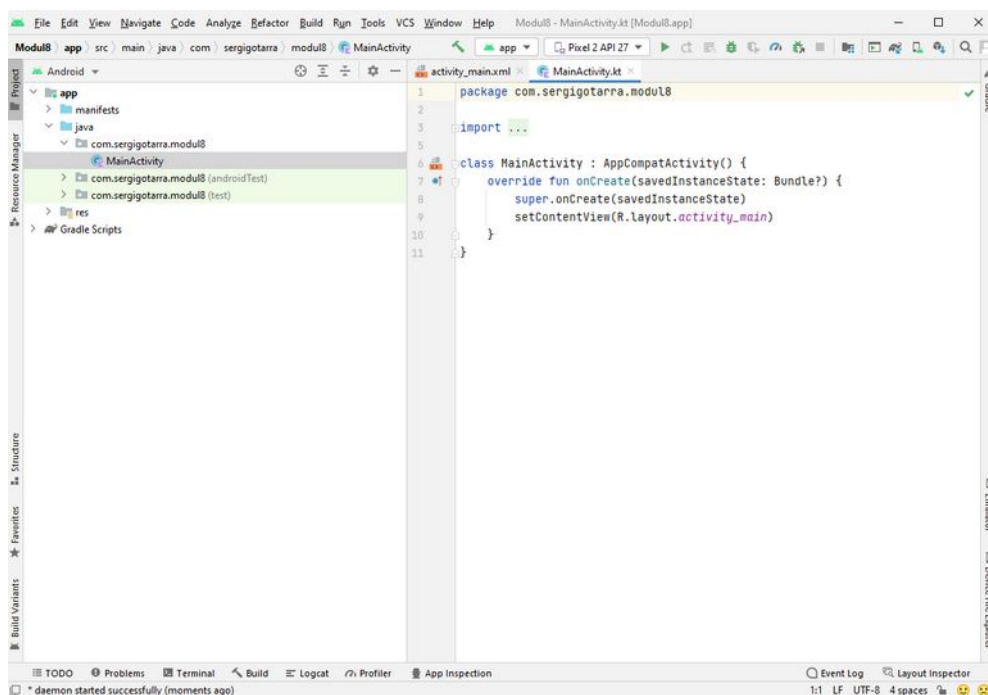 File Edit View Navigate Code Analyze Refactor Build Run Tools VCS Window Help Modul8 - MainActivity.kt [Modul8.app]
Modul8 app src main java com sergigotarra modul8 MainActivity app Pixel 2 API 27
Android activity_main.xml MainActivity.kt
Project
Resource Manager
Structure
Favorites
Build Variants
app
manifests
java
com.sergigotarra.modul8
MainActivity
com.sergigotarra.modul8 (androidTest)
com.sergigotarra.modul8 (test)
res
Gradle Scripts
1 package com.sergigotarra.modul8
2
3 import ...
5
6 class MainActivity : AppCompatActivity() {
7 override fun onCreate(savedInstanceState: Bundle?) {
8 super.onCreate(savedInstanceState)
9 setContentView(R.layout.activity_main)
10 }
11 }
TODO Problems Terminal Build Logcat Profiler App Inspection Event Log Layout Inspector
* daemon started successfully (moments ago) 1:1 LF UTF-8 4 spaces